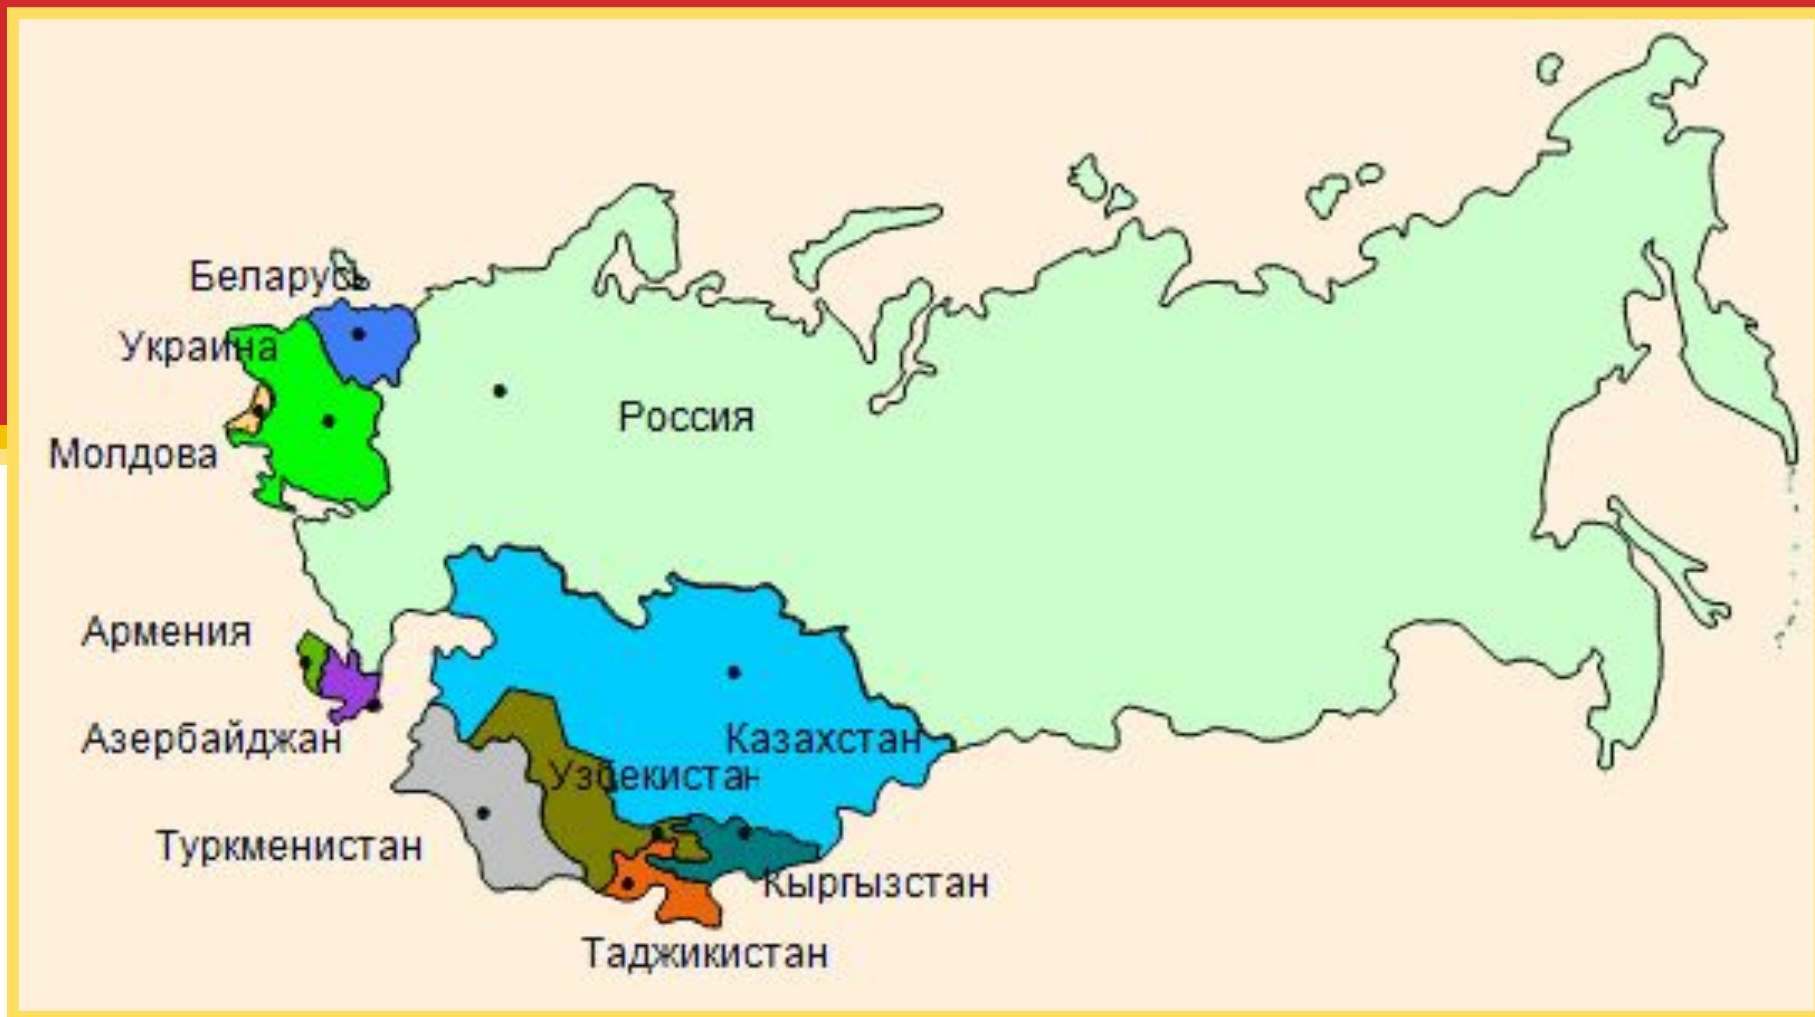 Беларусь
Украина
Россия
Молдова
Армения
Азербайджан
Казахстан
Узбекистан
Туркменистан
Кыргызстан
Таджикистан